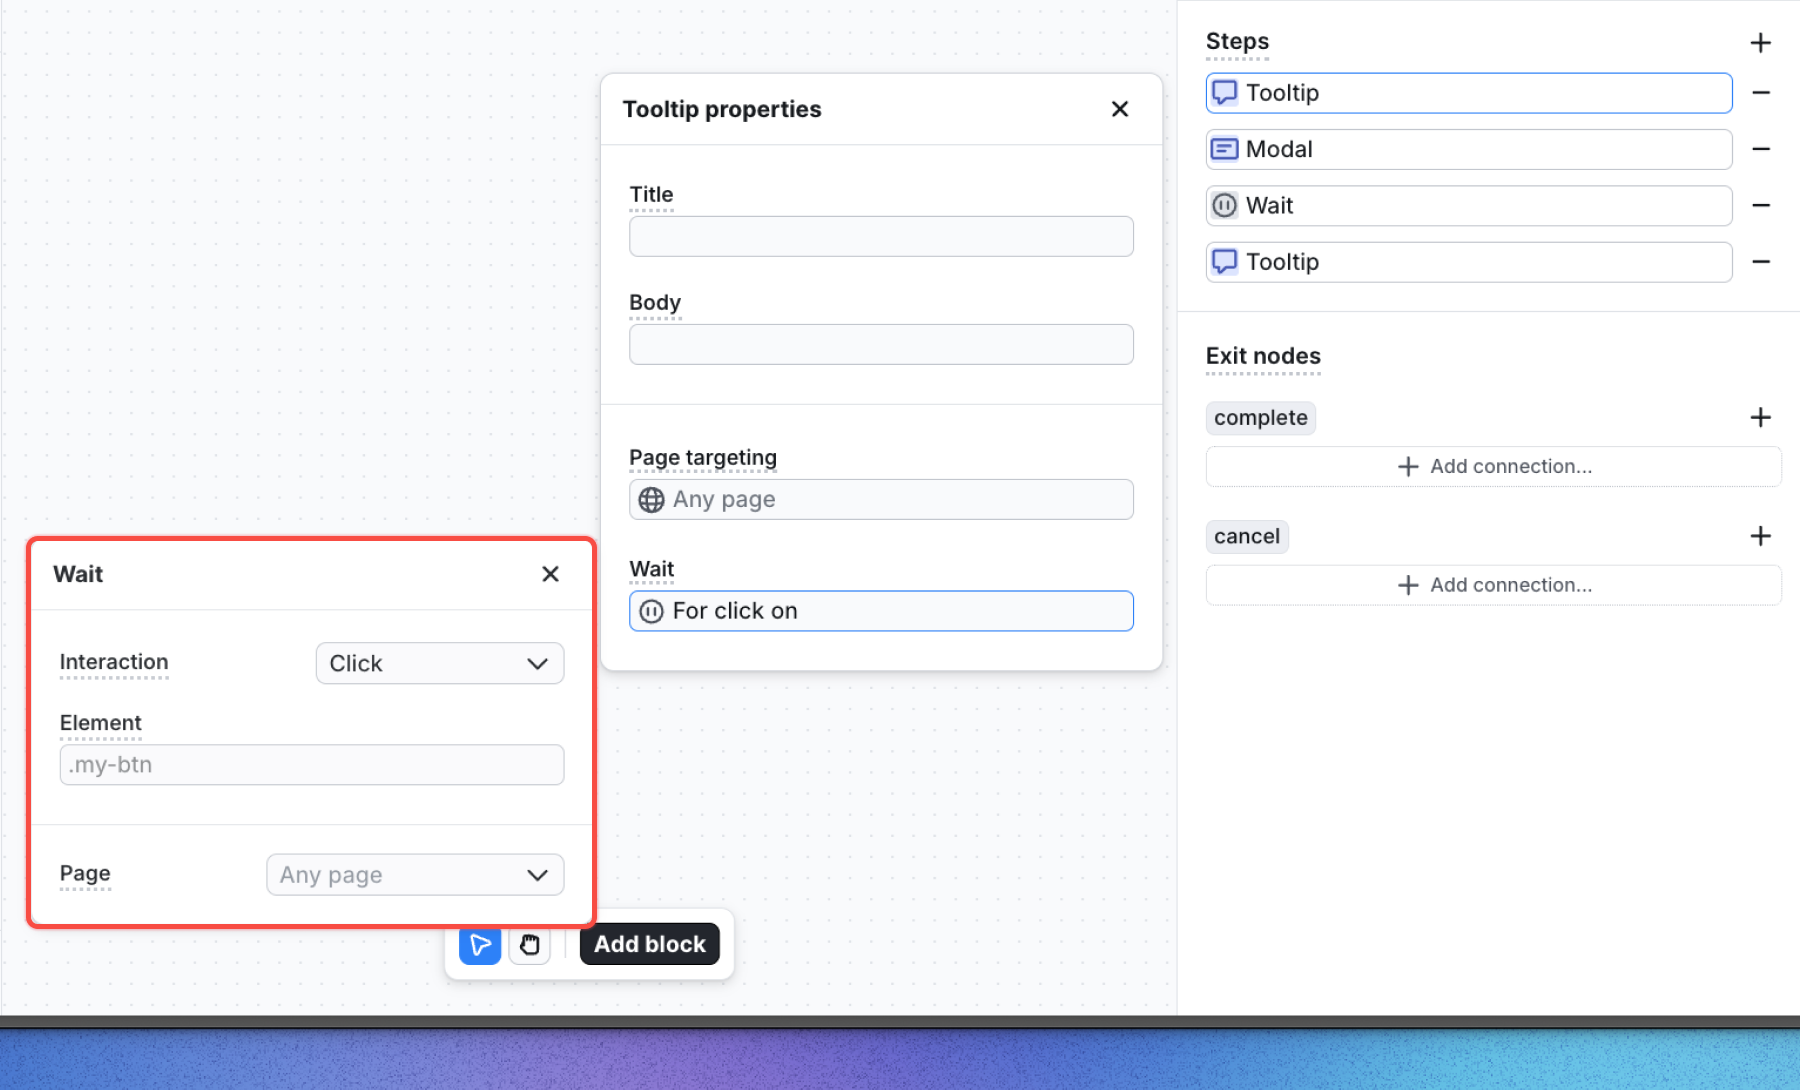 Tooltip properties
Title
Body
Page targeting
Any page
Wait
For click on
Wait
Interaction
Click
Element
.my-btn
Page
Any page
Add block
Steps
Tooltip
Modal
Wait
Tooltip
Exit nodes
complete
Add connection...
cancel
Add connection...